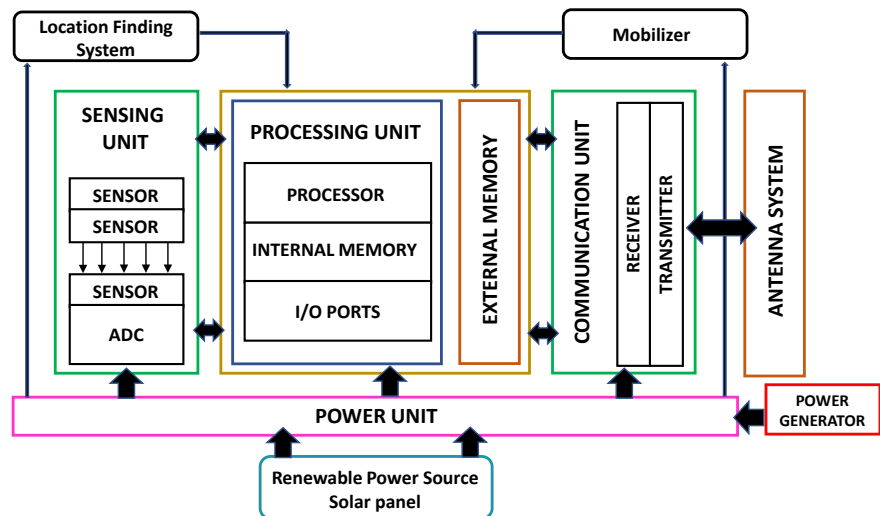 Location Finding
System
Mobilizer
SENSING
UNIT
SENSOR
SENSOR
SENSOR
ADC
PROCESSING UNIT
PROCESSOR
INTERNAL MEMORY
I/O PORTS
EXTERNAL MEMORY
COMMUNICATION UNIT
RECEIVER
TRANSMITTER
ANTENNA SYSTEM
POWER UNIT
POWER
GENERATOR
Renewable Power Source
Solar panel